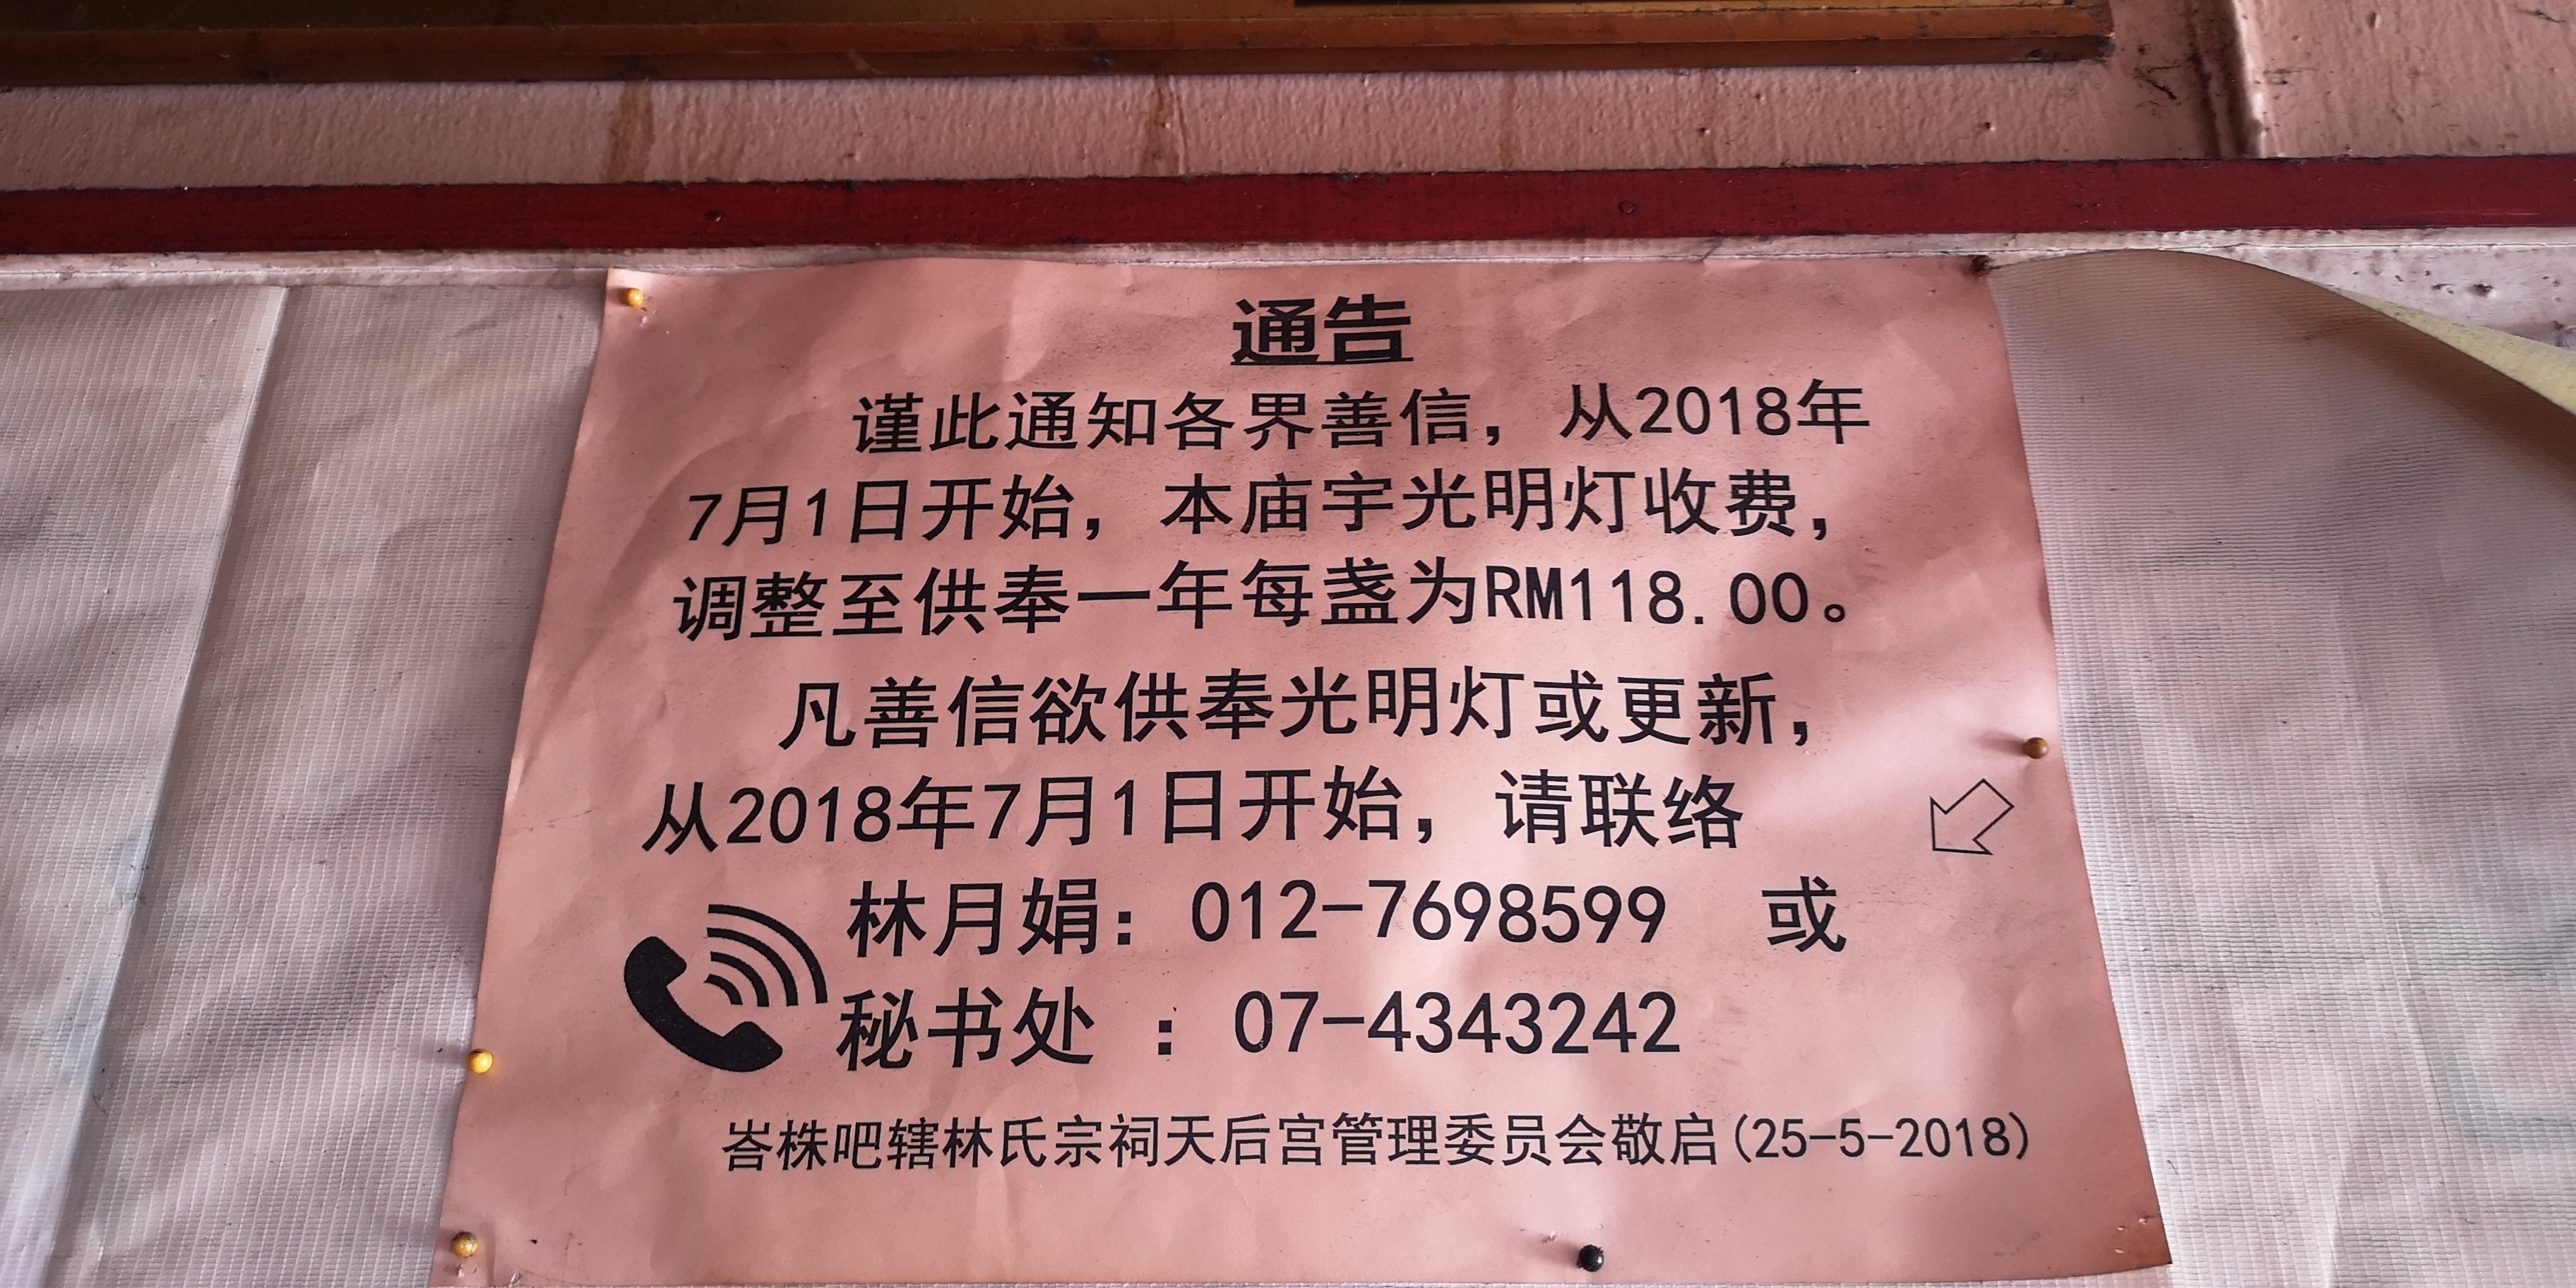 通告
谨此通知各界善信，从2018年
7月1日开始，本庙宇光明灯收费，
调整至供奉一年每盏为RM118.00。
凡善信欲供奉光明灯或更新，
从2018年7月1日开始，请联络
林月娟：012-7698599 或
秘书处 ：07-4343242
峇株吧辖林氏宗祠天后宫管理委员会敬启(25-5-2018)